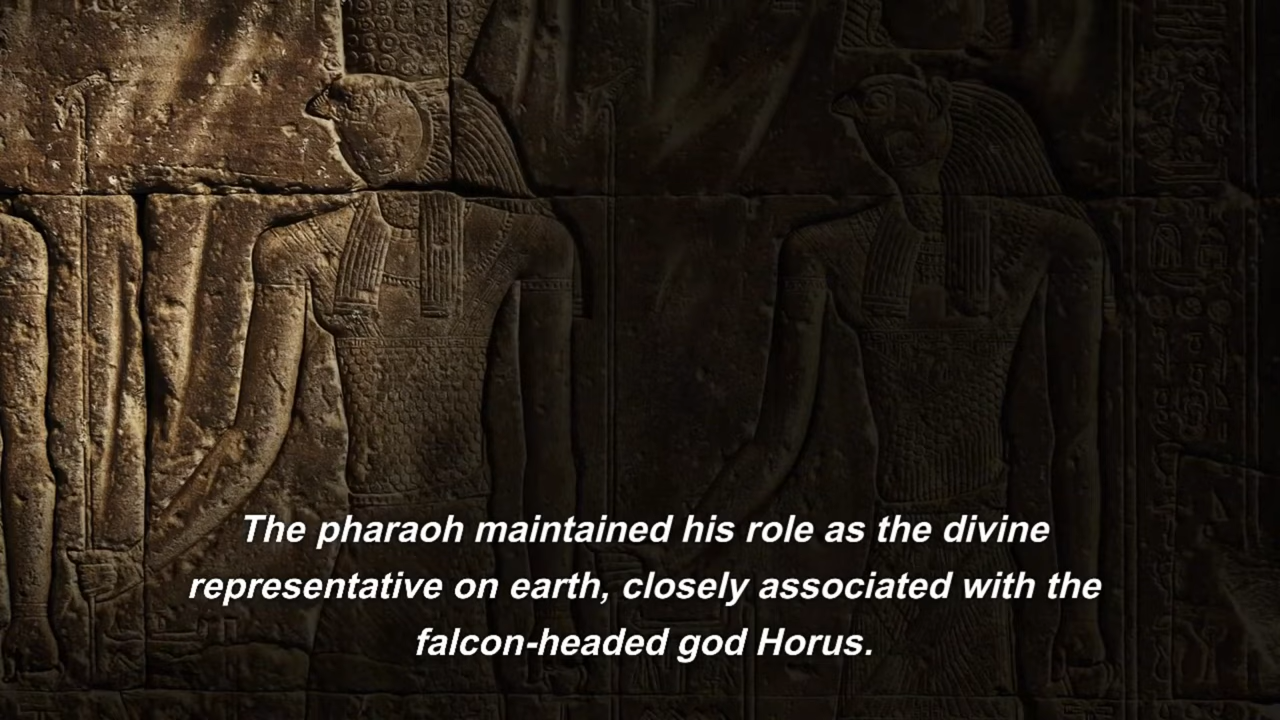 The pharaoh maintained his role as the divine
representative on earth, closely associated with the
falcon-headed god Horus.